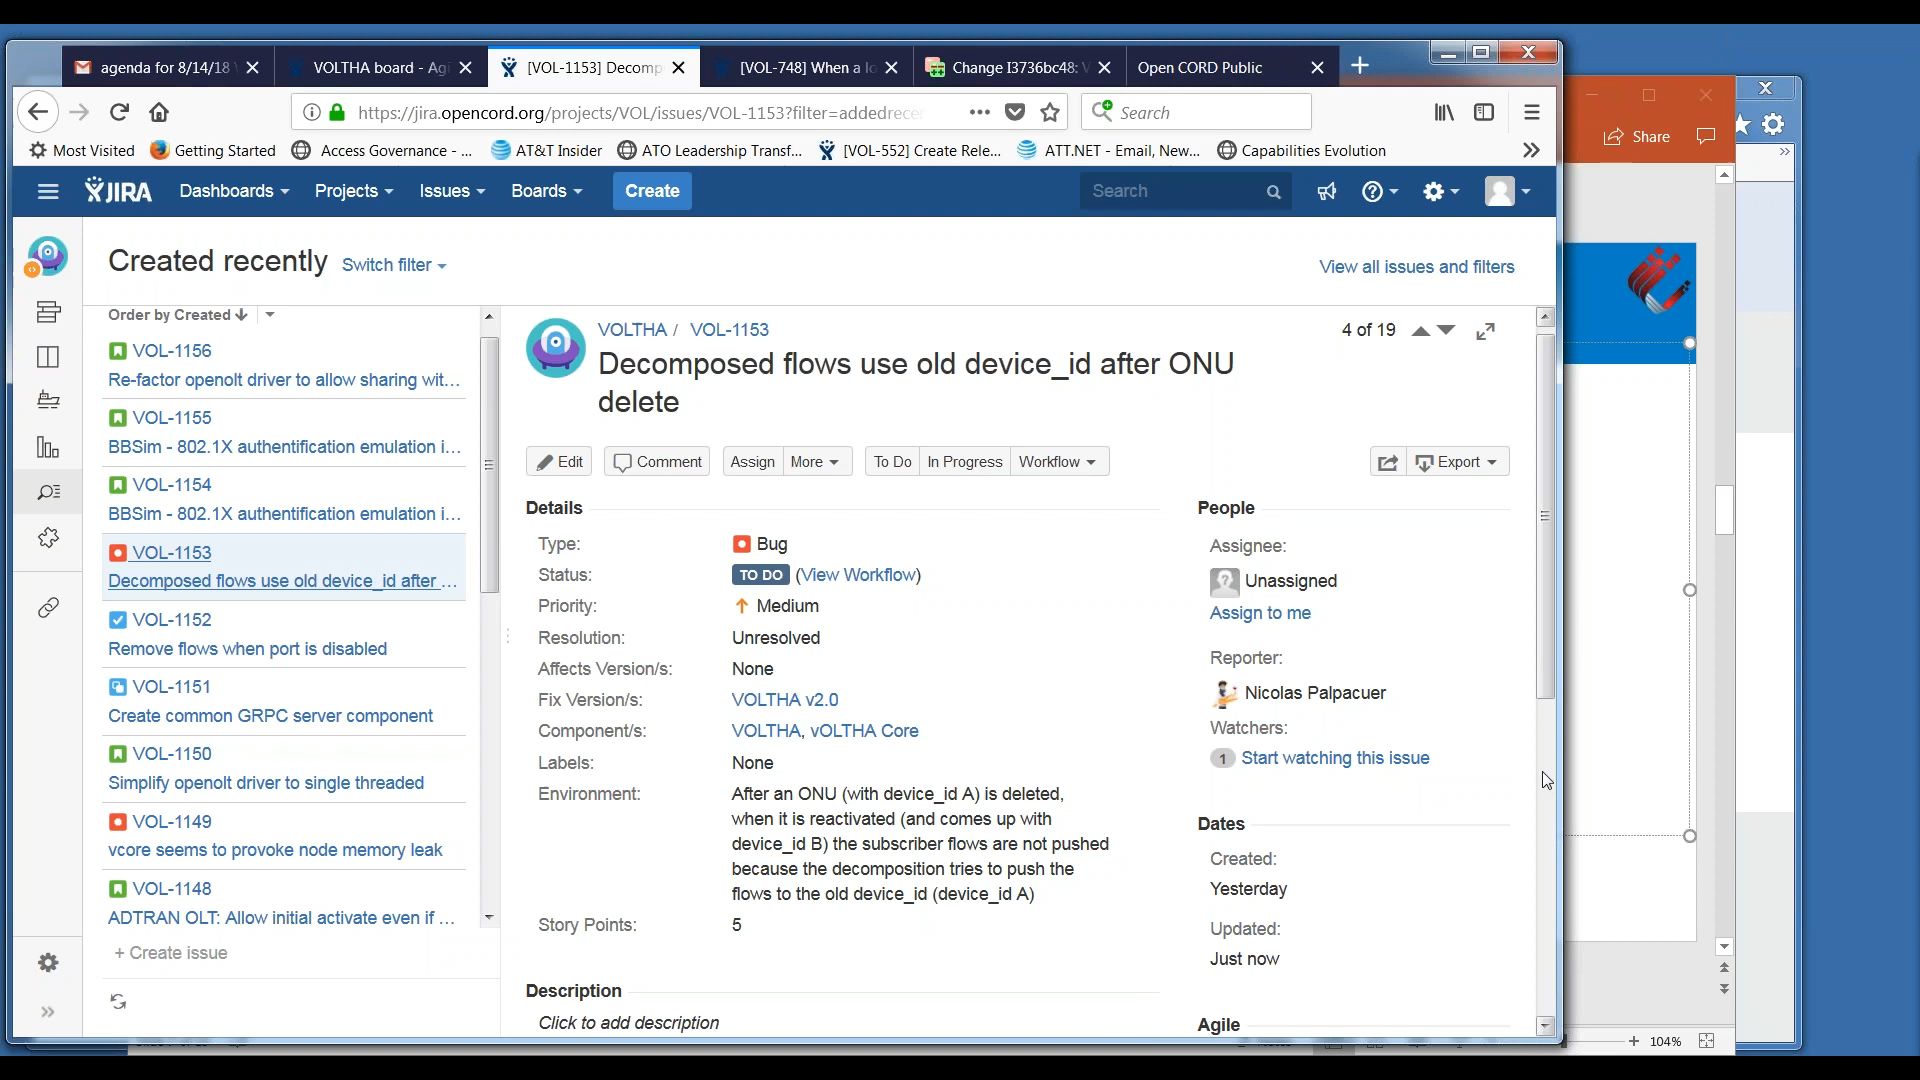 agenda for 8/14/18
VOLTHA board - Agi
[VOL-1153] Decomp
[VOL-748] When a lo
Change I3736bc48: V
Open CORD Public
https://jira.opencord.org/projects/VOL/issues/VOL-1153?filter=addedrecen
Search
Share
Most Visited
Getting Started
Access Governance - ...
AT&T Insider
ATO Leadership Transf...
[VOL-552] Create Rele...
ATT.NET - Email, New...
Capabilities Evolution
JIRA
Dashboards
Projects
Issues
Boards
Create
Search
Created recently
Switch filter
View all issues and filters
Order by Created
VOL-1156
Re-factor openolt driver to allow sharing wit...
VOL-1155
BBSim - 802.1X authentification emulation i...
VOL-1154
BBSim - 802.1X authentification emulation i...
VOL-1153
Decomposed flows use old device_id after ...
VOL-1152
Remove flows when port is disabled
VOL-1151
Create common GRPC server component
VOL-1150
Simplify openolt driver to single threaded
VOL-1149
vcore seems to provoke node memory leak
VOL-1148
ADTRAN OLT: Allow initial activate even if ...
+ Create issue
VOLTHA / VOL-1153
4 of 19
Decomposed flows use old device_id after ONU
delete
Edit
Comment
Assign
More
To Do
In Progress
Workflow
Export
Details
Type: Bug
Status: TO DO (View Workflow)
Priority: Medium
Resolution: Unresolved
Affects Version/s: None
Fix Version/s: VOLTHA v2.0
Component/s: VOLTHA, vOLTHA Core
Labels: None
Environment: After an ONU (with device_id A) is deleted,
when it is reactivated (and comes up with
device_id B) the subscriber flows are not pushed
because the decomposition tries to push the
flows to the old device_id (device_id A)
Story Points: 5
Description
Click to add description
People
Assignee:
Unassigned
Assign to me
Reporter:
Nicolas Palpacuer
Watchers:
1 Start watching this issue
Dates
Created:
Yesterday
Updated:
Just now
Agile
104%